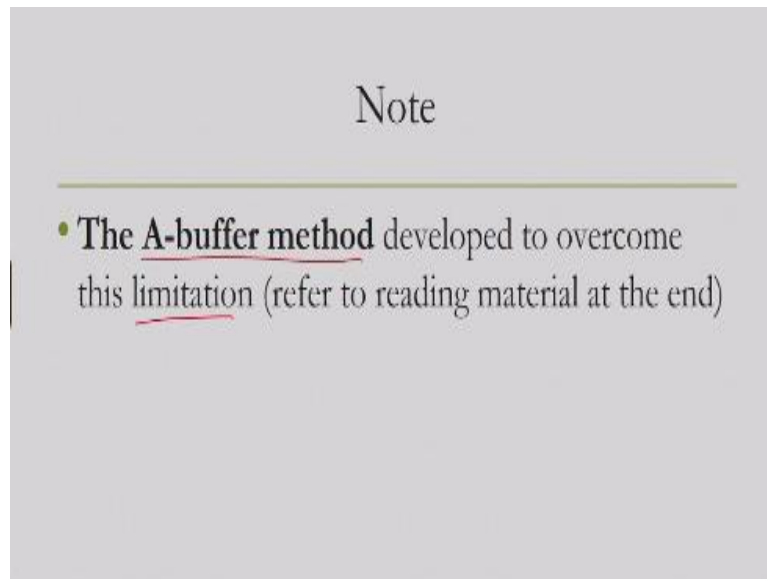 Note
• The A-buffer method developed to overcome
this limitation (refer to reading material at the end)